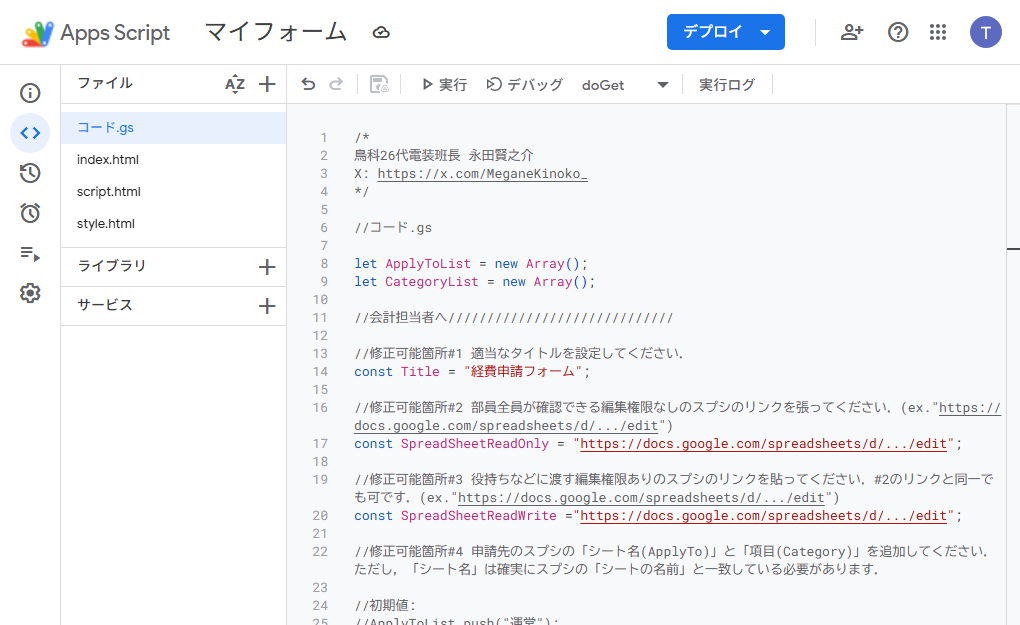 Apps Script
マイフォーム
デプロイ
T
ファイル
AZ
実行
デバッグ
doGet
実行ログ
コード.gs
index.html
script.html
style.html
ライブラリ
サービス
1 /*
2 鳥科26代電装班長 永田賢之介
3 X: https://x.com/MeganeKinoko_
4 */
5
6 //コード.gs
7
8 let ApplyToList = new Array();
9 let CategoryList = new Array();
10
11 //会計担当者へ/////////////////////////////
12
13 //修正可能箇所#1 適当なタイトルを設定してください．
14 const Title = "経費申請フォーム";
15
16 //修正可能箇所#2 部員全員が確認できる編集権限なしのスプシのリンクを張ってください．(ex."https://
docs.google.com/spreadsheets/d/.../edit")
17 const SpreadSheetReadOnly = "https://docs.google.com/spreadsheets/d/.../edit";
18
19 //修正可能箇所#3 役持ちなどに渡す編集権限ありのスプシのリンクを貼ってください．#2のリンクと同一で
も可です．(ex."https://docs.google.com/spreadsheets/d/.../edit")
20 const SpreadSheetReadWrite ="https://docs.google.com/spreadsheets/d/.../edit";
21
22 //修正可能箇所#4 申請先のスプシの「シート名(ApplyTo)」と「項目(Category)」を追加してください．
ただし，「シート名」は確実にスプシの「シートの名前」と一致している必要があります．
23
24 //初期値：
25 //ApplyToList.push("運営");